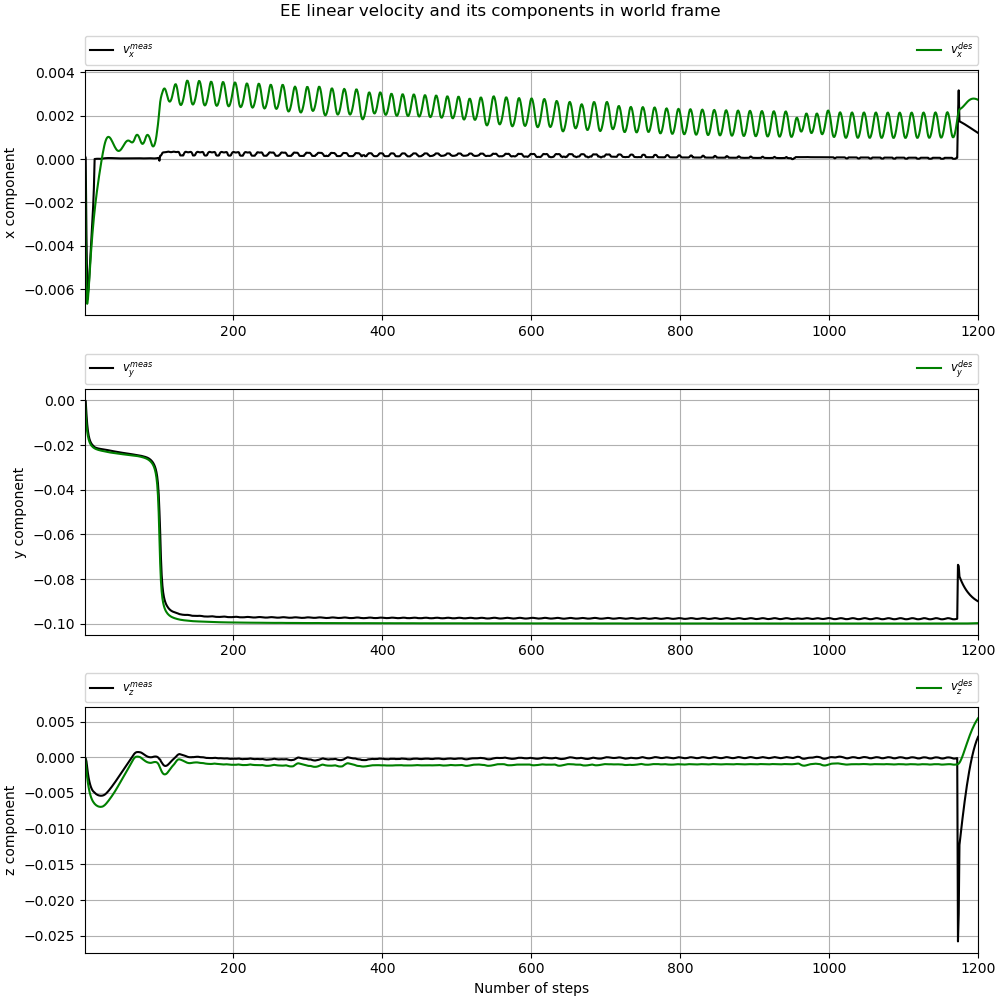 EE linear velocity and its components in world frame
v_x^meas v_x^des
0.004
0.002
0.000
−0.002
−0.004
−0.006
x component
200 400 600 800 1000 1200
v_y^meas v_y^des
0.00
−0.02
−0.04
−0.06
−0.08
−0.10
y component
200 400 600 800 1000 1200
v_z^meas v_z^des
0.005
0.000
−0.005
−0.010
−0.015
−0.020
−0.025
z component
200 400 600 800 1000 1200
Number of steps